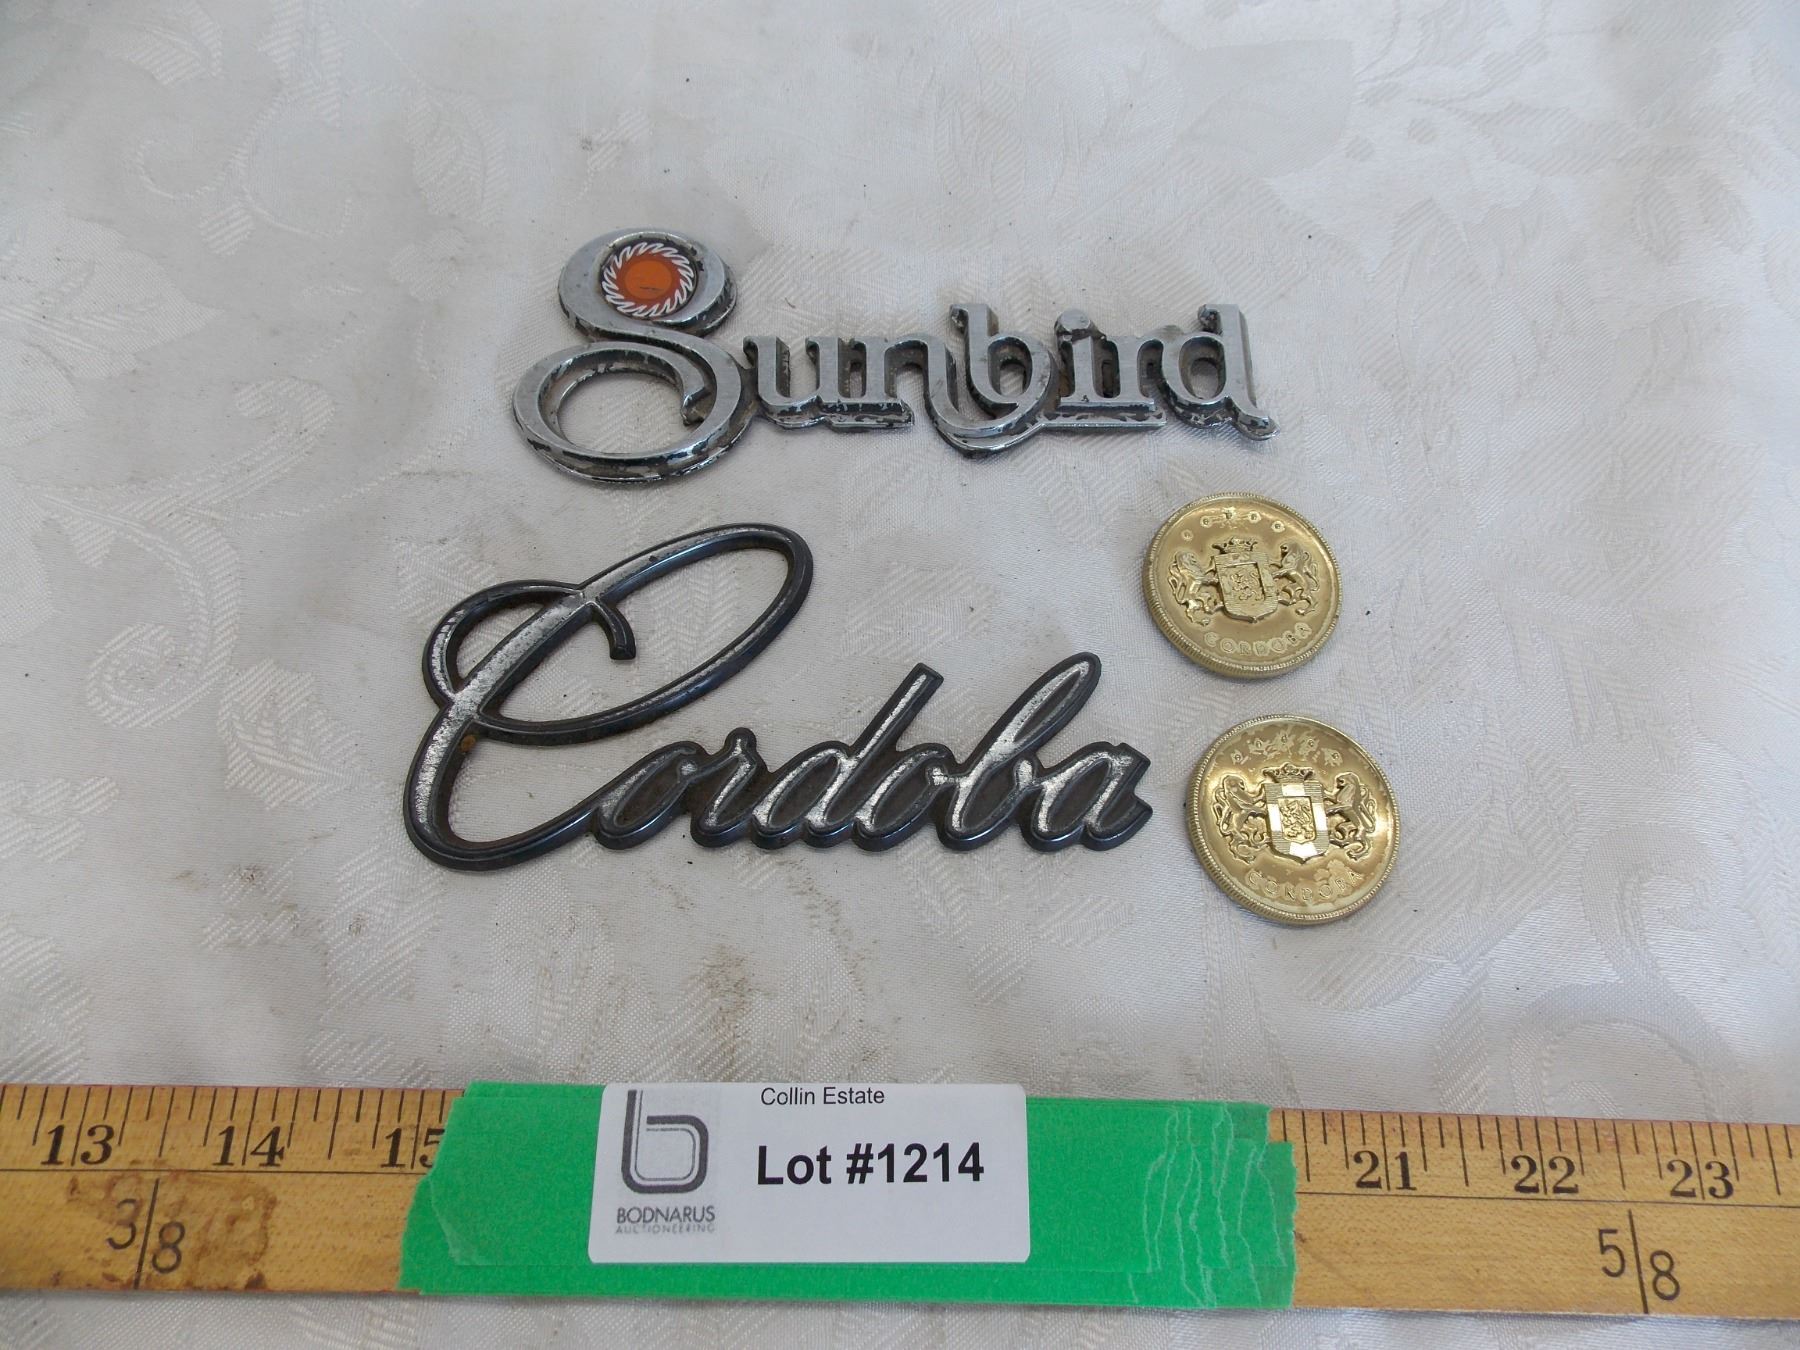 Sunbird
Cordoba
CORDOBA
CORDOBA
Collin Estate
Lot #1214
BODNARUS
AUCTIONEERING
13 14 15 21 22 23
3/8 5/8